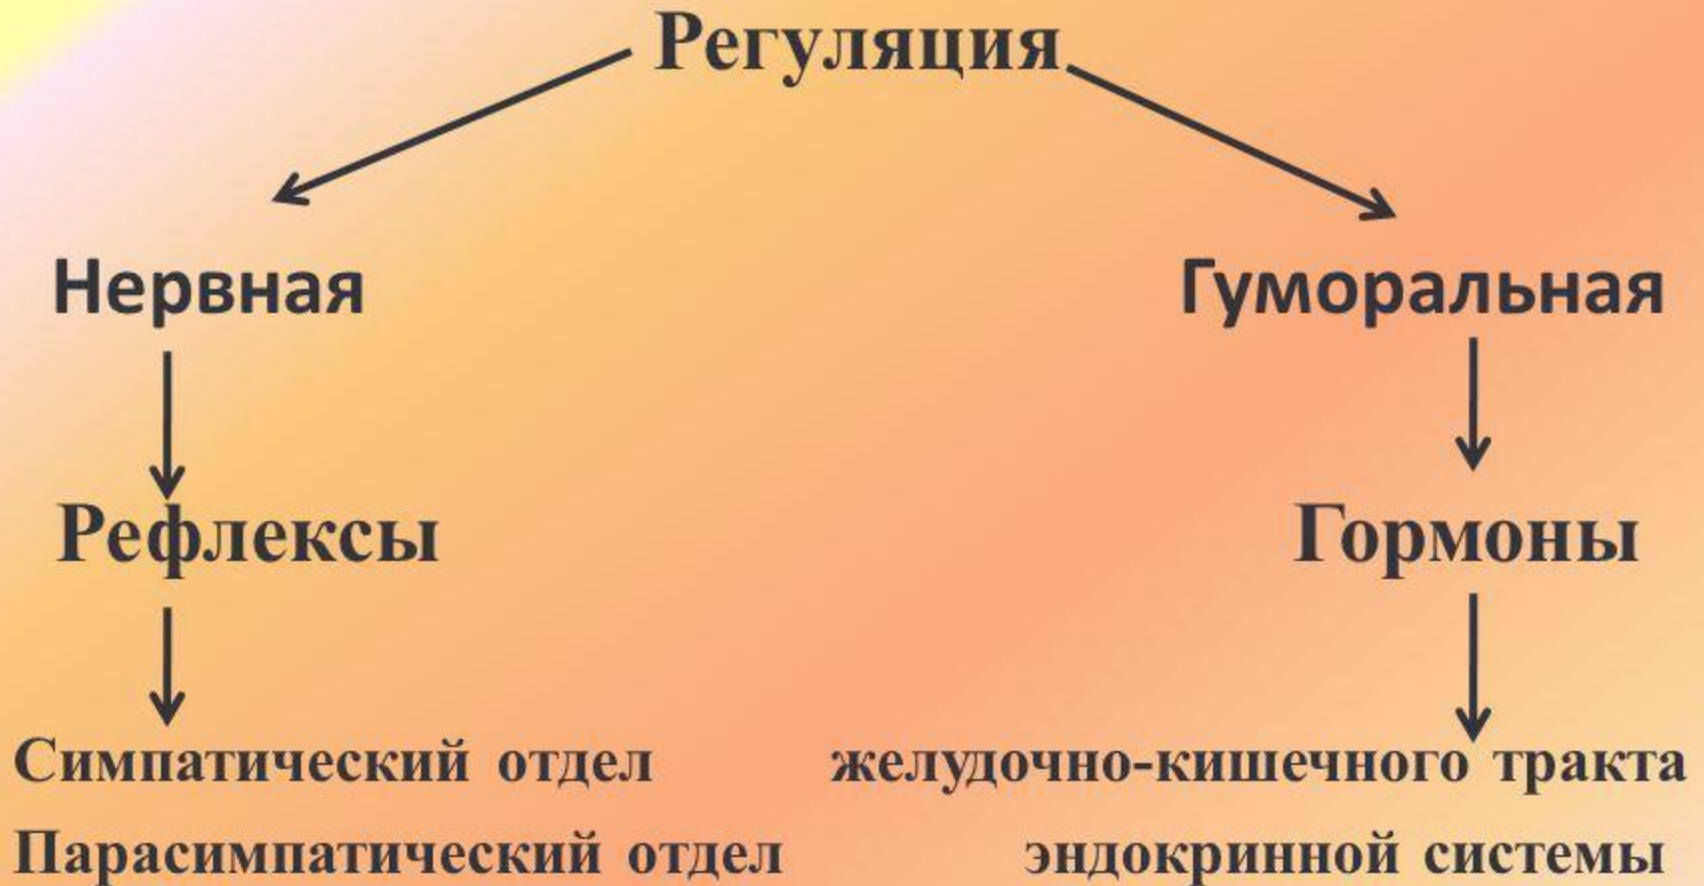 Регуляция
Нервная
Гуморальная
Рефлексы
Гормоны
Симпатический отдел
желудочно-кишечного тракта
Парасимпатический отдел
эндокринной системы